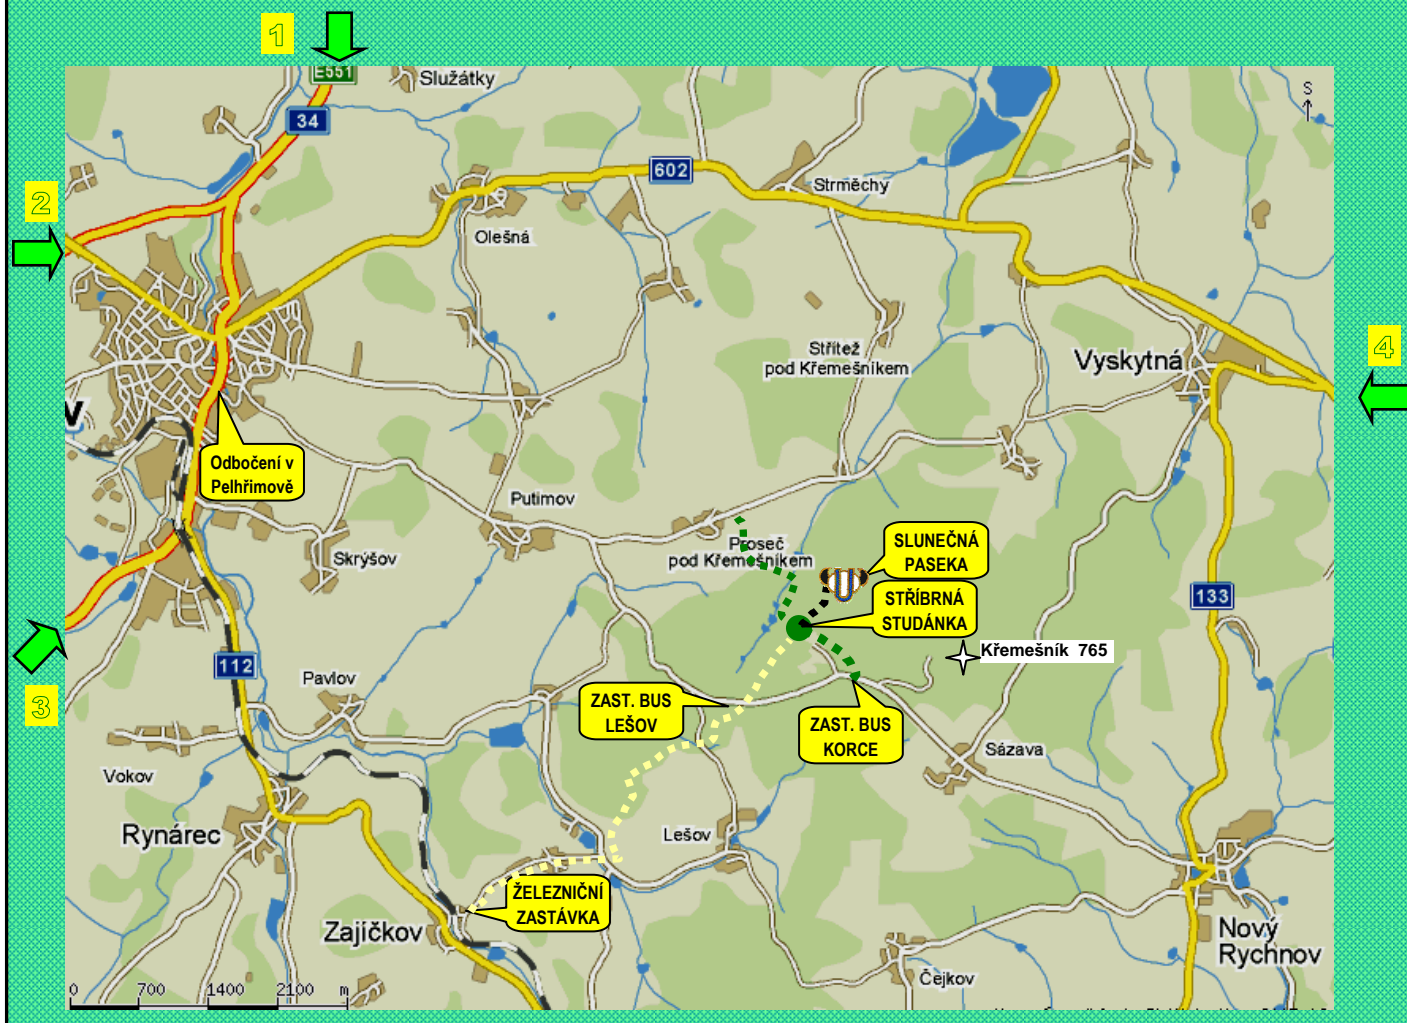 1
E551
Služátky
S
34
602
Strměchy
2
Olešná
Střítež
pod Křemešníkem
Vyskytná
4
v
Odbočení v
Pelhřimově
Putimov
Skrýšov
Proseč
pod Křemešníkem
SLUNEČNÁ
PASEKA
STŘÍBRNÁ
STUDÁNKA
133
Křemešník 765
112
Pavlov
3
ZAST. BUS
LEŠOV
ZAST. BUS
KORCE
Sázava
Vokov
Rynárec
Lešov
ŽELEZNIČNÍ
ZASTÁVKA
Zajíčkov
Nový
Rychnov
Čejkov
0 700 1400 2100 m